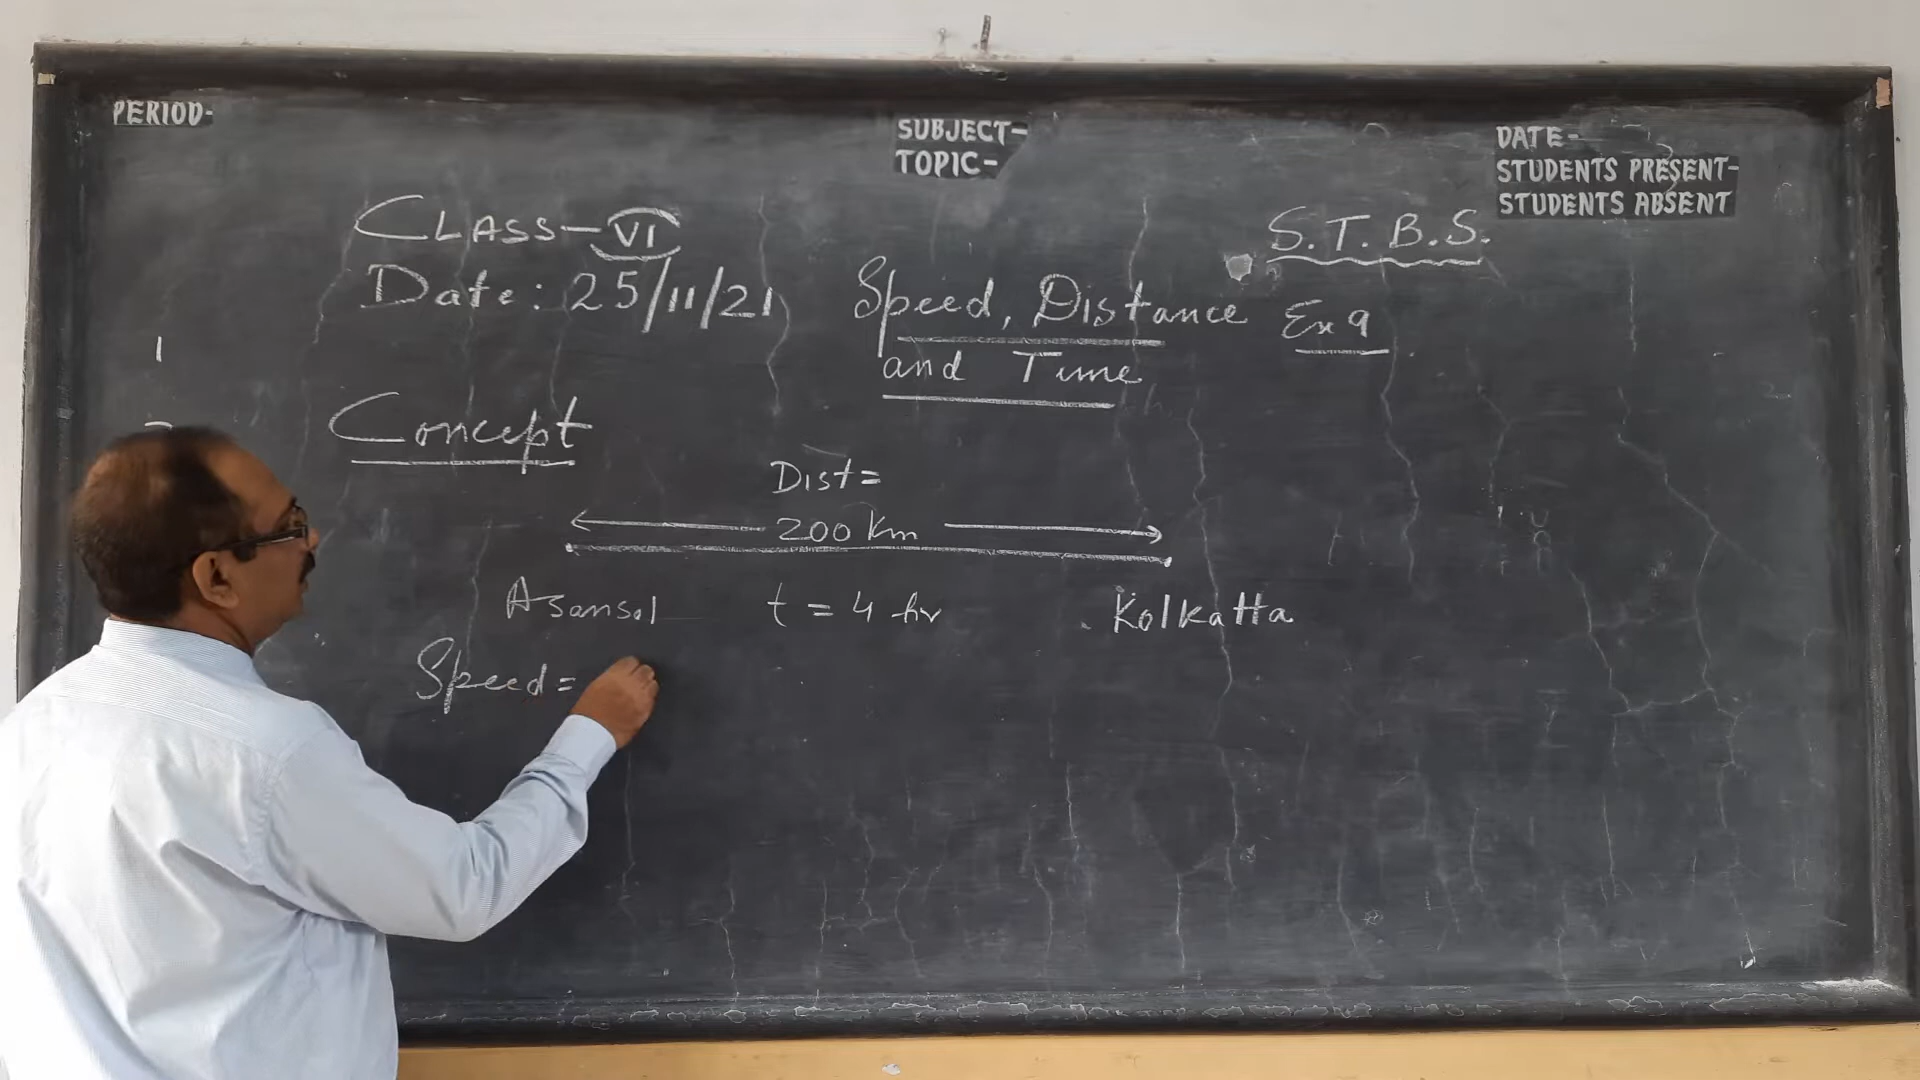 PERIOD-
SUBJECT-
TOPIC-
DATE-
STUDENTS PRESENT-
STUDENTS ABSENT
CLASS-VI
S.T.B.S.
Date: 25/11/21
Speed, Distance Ex 9
and Time
1
Concept
Dist=
200 Km
Asansol t = 4 hr Kolkatta
Speed=